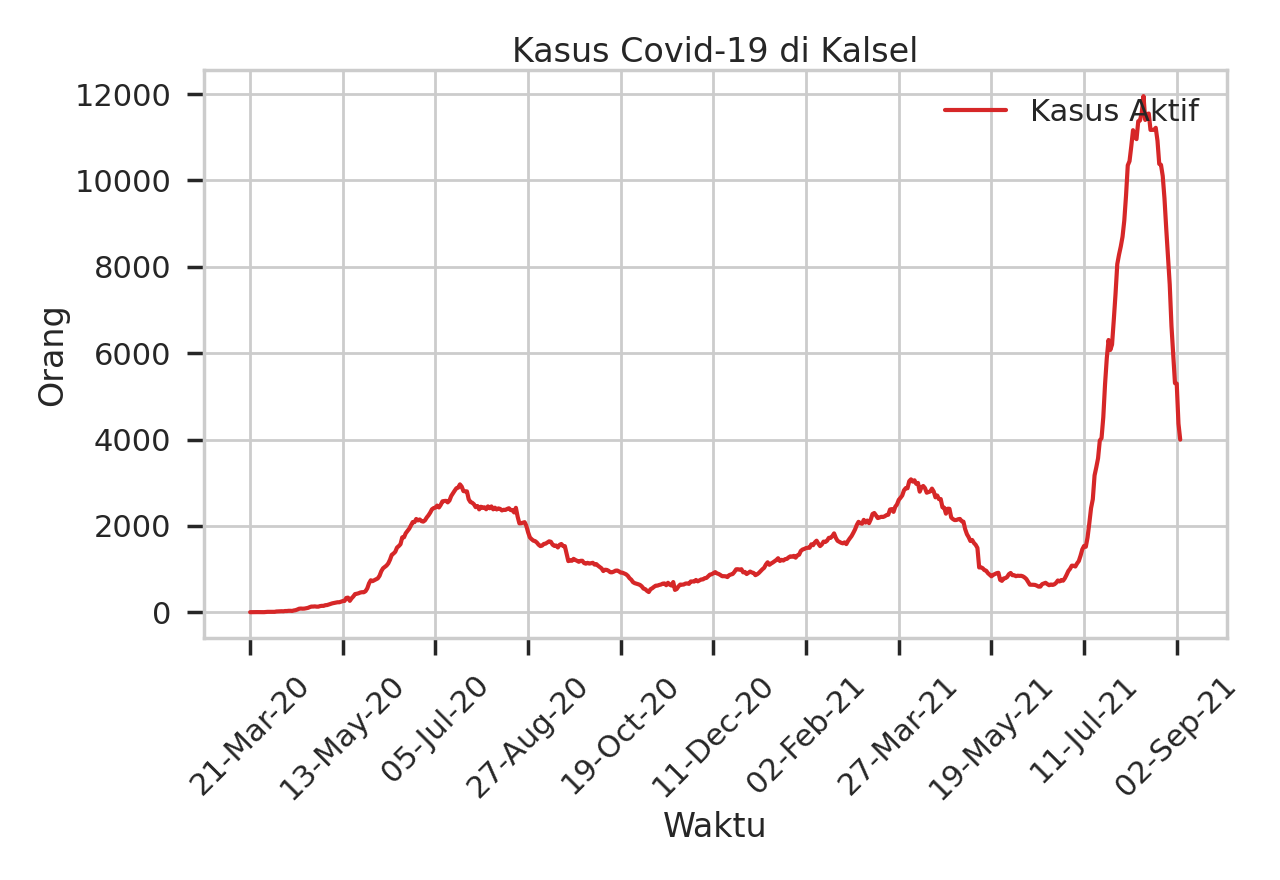 Kasus Covid-19 di Kalsel
Kasus Aktif
12000
10000
8000
6000
4000
2000
0
Orang
21-Mar-20
13-May-20
05-Jul-20
27-Aug-20
19-Oct-20
11-Dec-20
02-Feb-21
27-Mar-21
19-May-21
11-Jul-21
02-Sep-21
Waktu